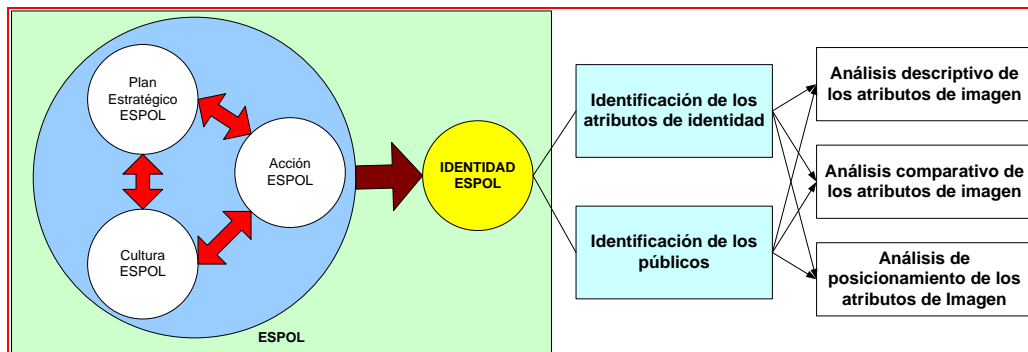 Plan
Estratégico
ESPOL
Acción
ESPOL
Cultura
ESPOL
ESPOL
IDENTIDAD
ESPOL
Identificación de los
atributos de identidad
Identificación de los
públicos
Análisis descriptivo de
los atributos de imagen
Análisis comparativo de
los atributos de imagen
Análisis de
posicionamiento de los
atributos de Imagen